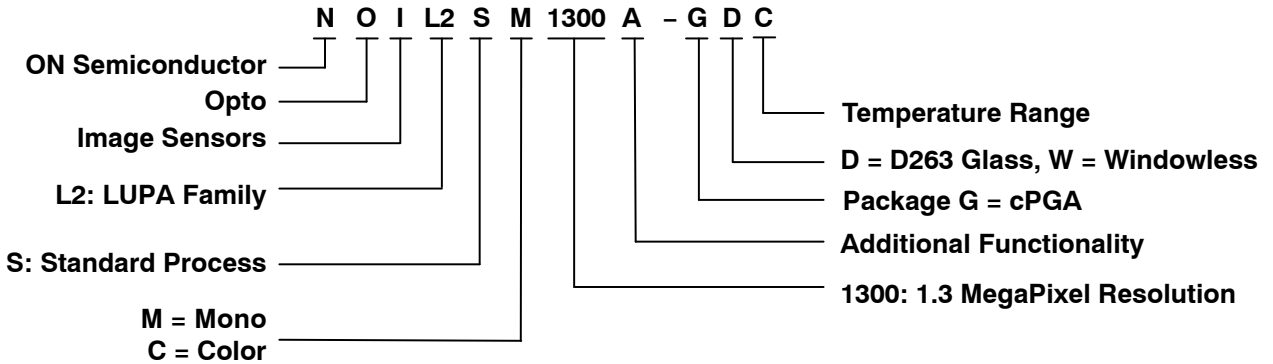 N O I L2 S M 1300 A – G D C
ON Semiconductor
Opto
Image Sensors
L2: LUPA Family
S: Standard Process
M = Mono
C = Color
Temperature Range
D = D263 Glass, W = Windowless
Package G = cPGA
Additional Functionality
1300: 1.3 MegaPixel Resolution